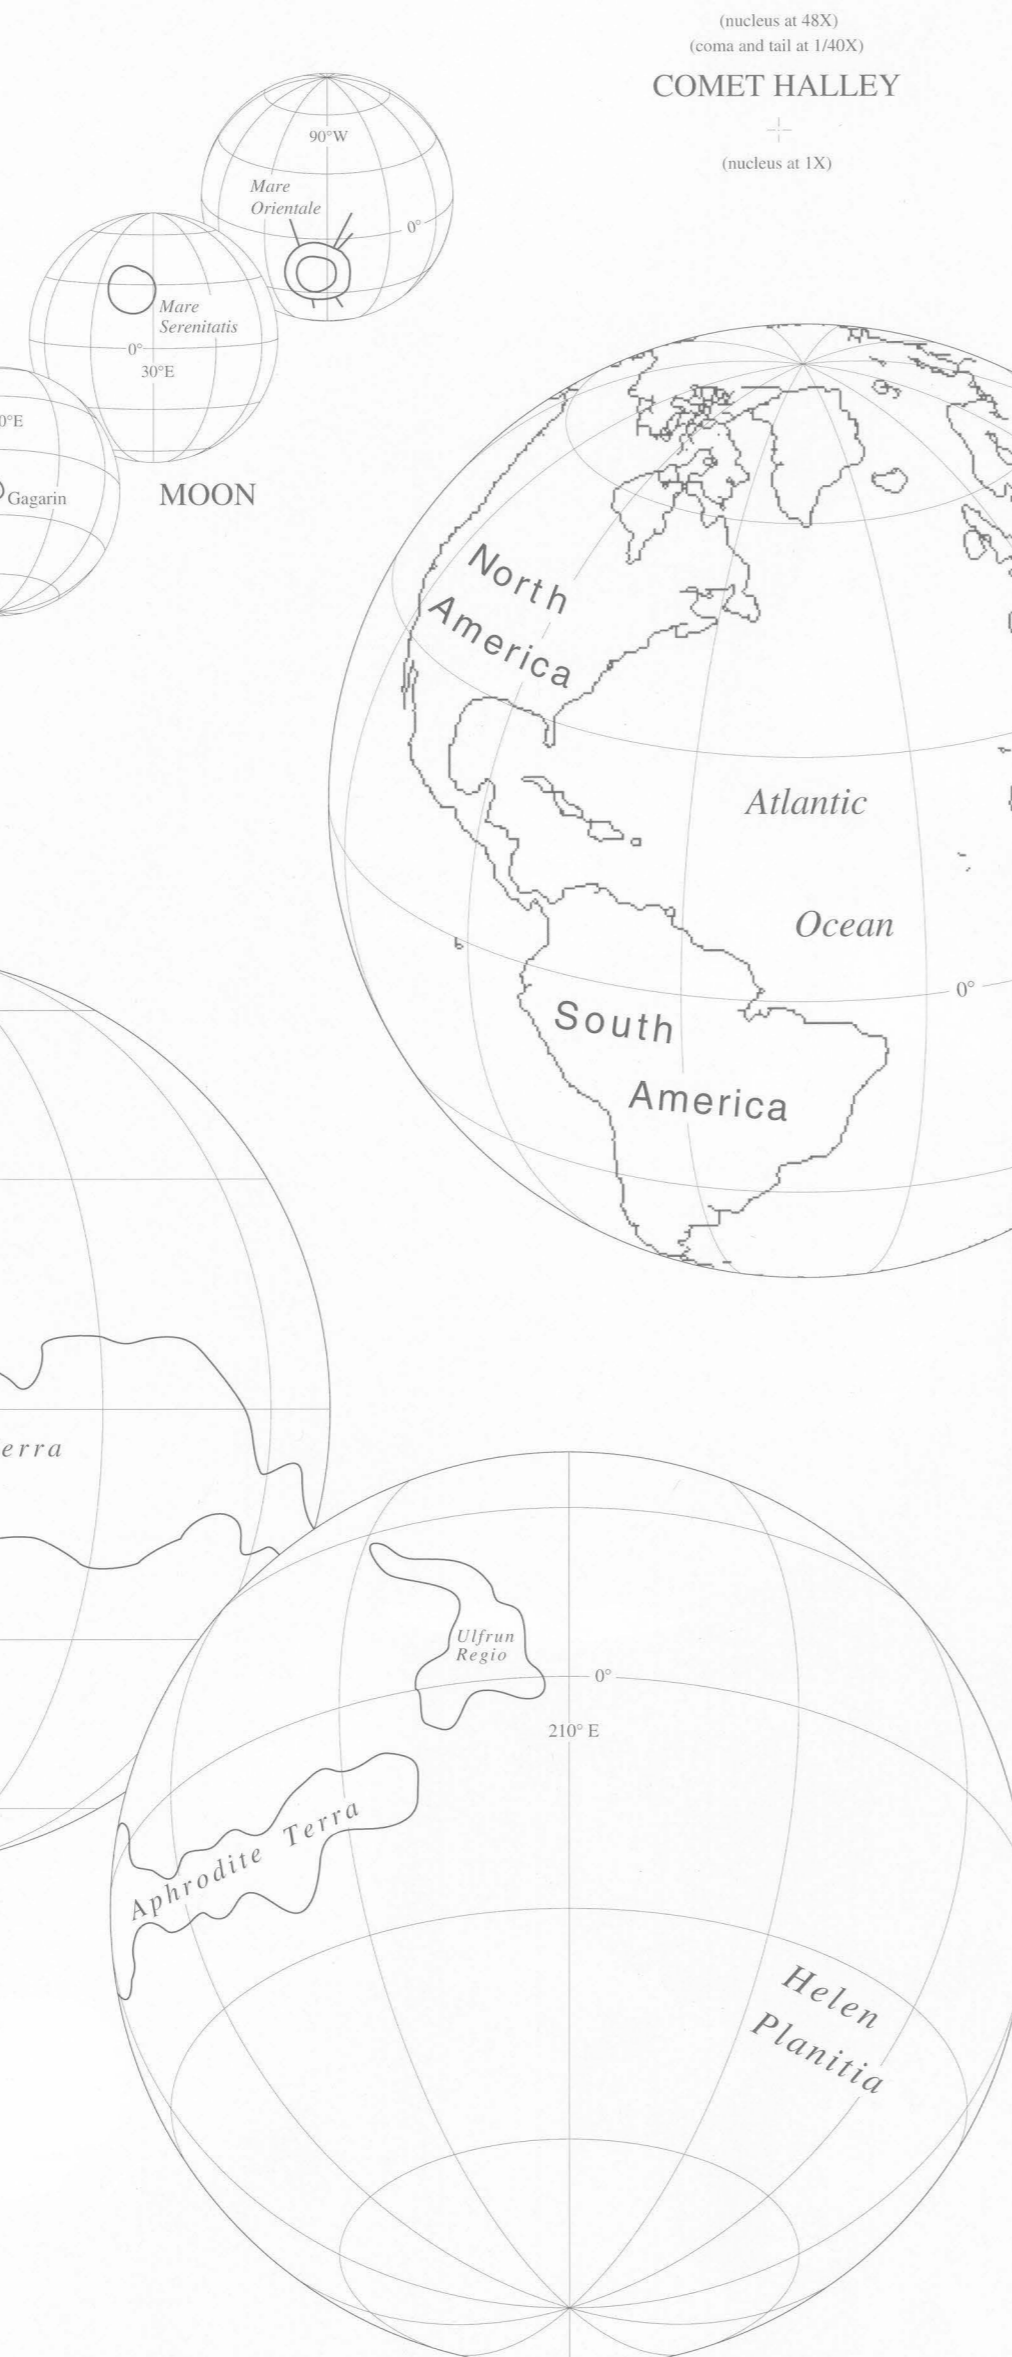 (nucleus at 48X)
(coma and tail at 1/40X)
COMET HALLEY
(nucleus at 1X)
90°W
Mare
Orientale
0°
Mare
Serenitatis
0°
30°E
0°E
Gagarin
MOON
North
America
Atlantic
Ocean
0°
South
America
erra
Ulfrun
Regio
0°
210° E
Aphrodite Terra
Helen
Planitia